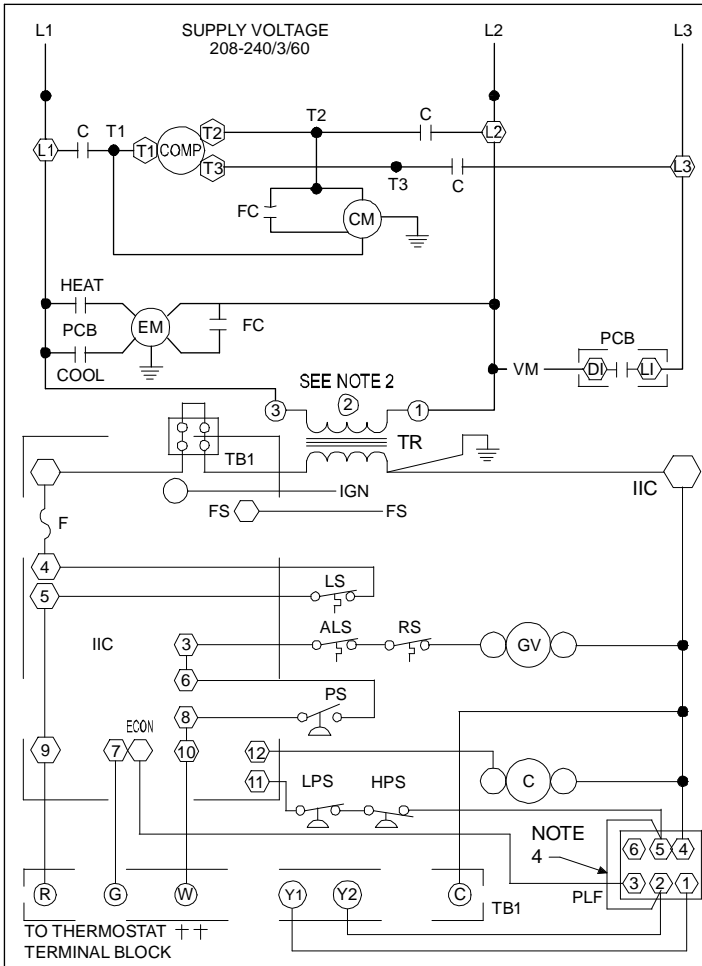 L1 SUPPLY VOLTAGE L2 L3
208-240/3/60
C T1 T2 C
L1 T1 COMP T2 L2
T3 T3 C L3
FC CM
HEAT
PCB EM FC PCB
COOL
SEE NOTE 2 VM DI LI
3 2 1
TR
TB1
IGN IIC
FS FS
F
4
5 LS
IIC 3 ALS RS GV
6
8 PS
ECON
9 7 10 12 C
11 LPS HPS
NOTE
4
6 5 4
3 2 1
PLF
R G W Y1 Y2 C TB1
TO THERMOSTAT ++
TERMINAL BLOCK